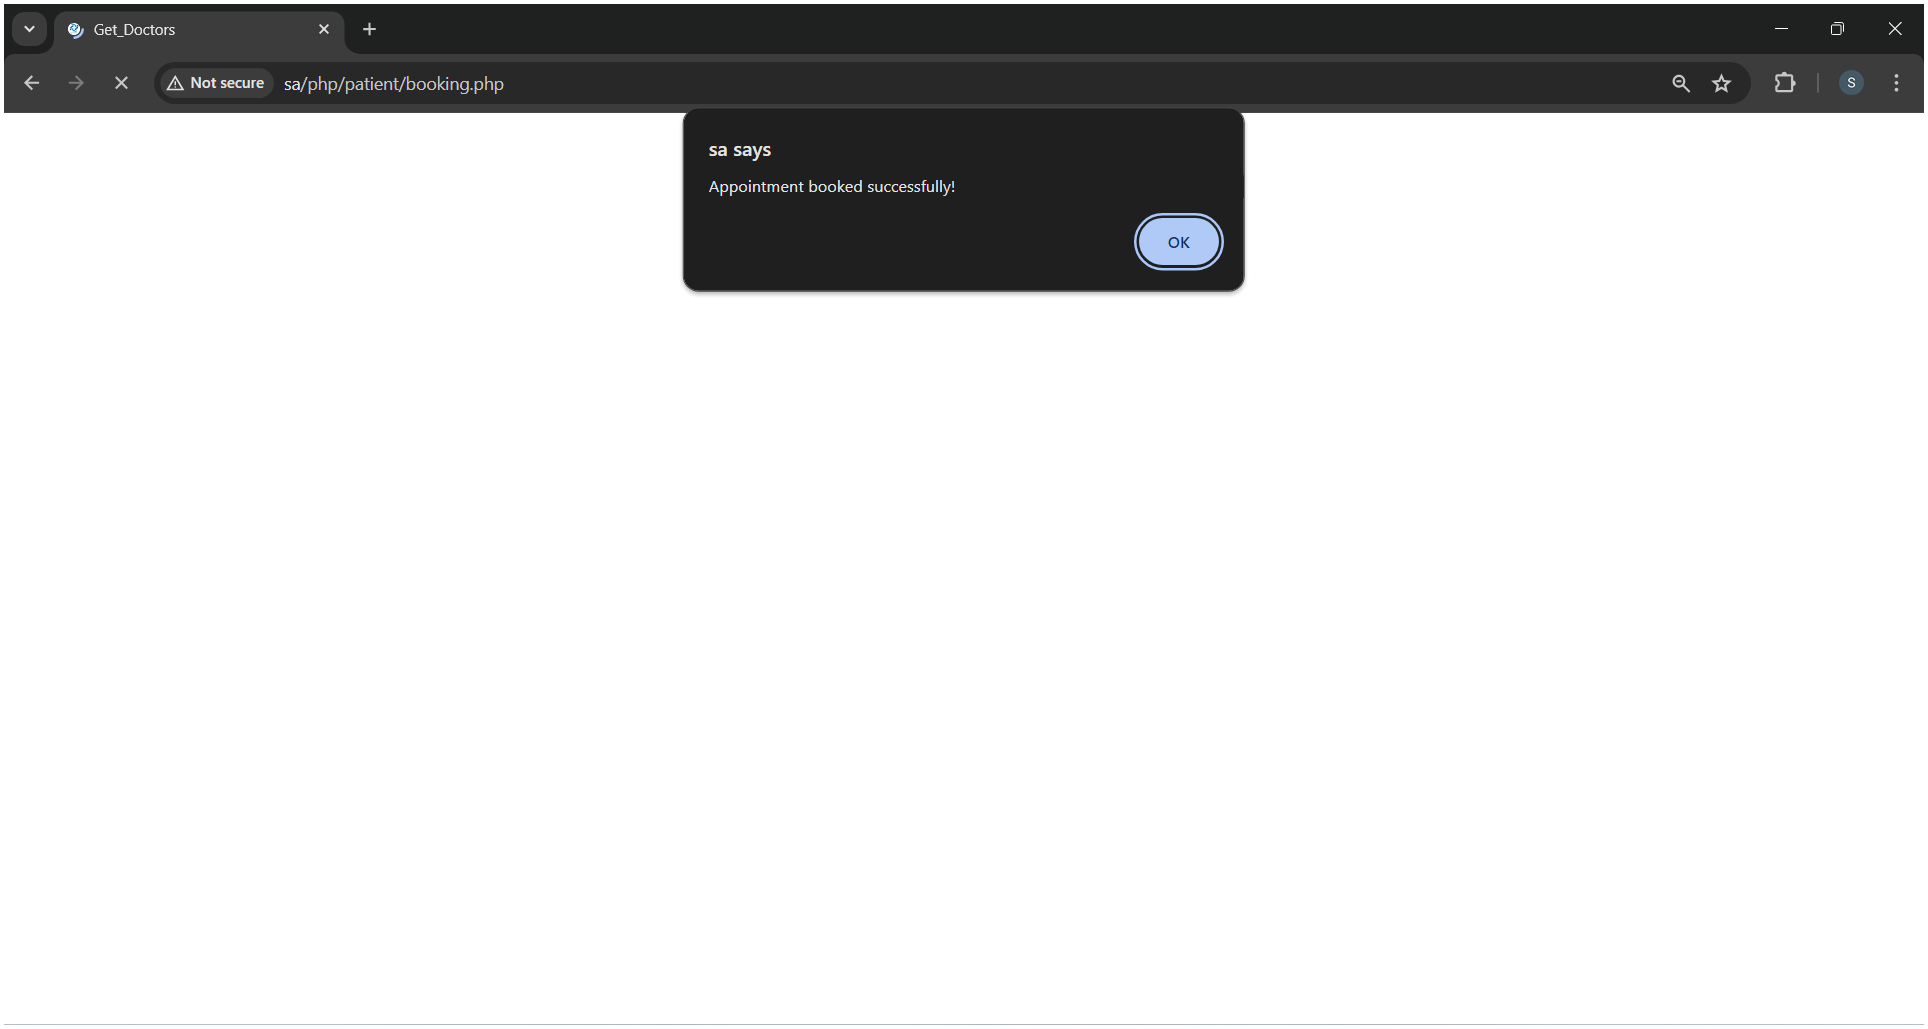 Get_Doctors
Not secure
sa/php/patient/booking.php
S
sa says
Appointment booked successfully!
OK